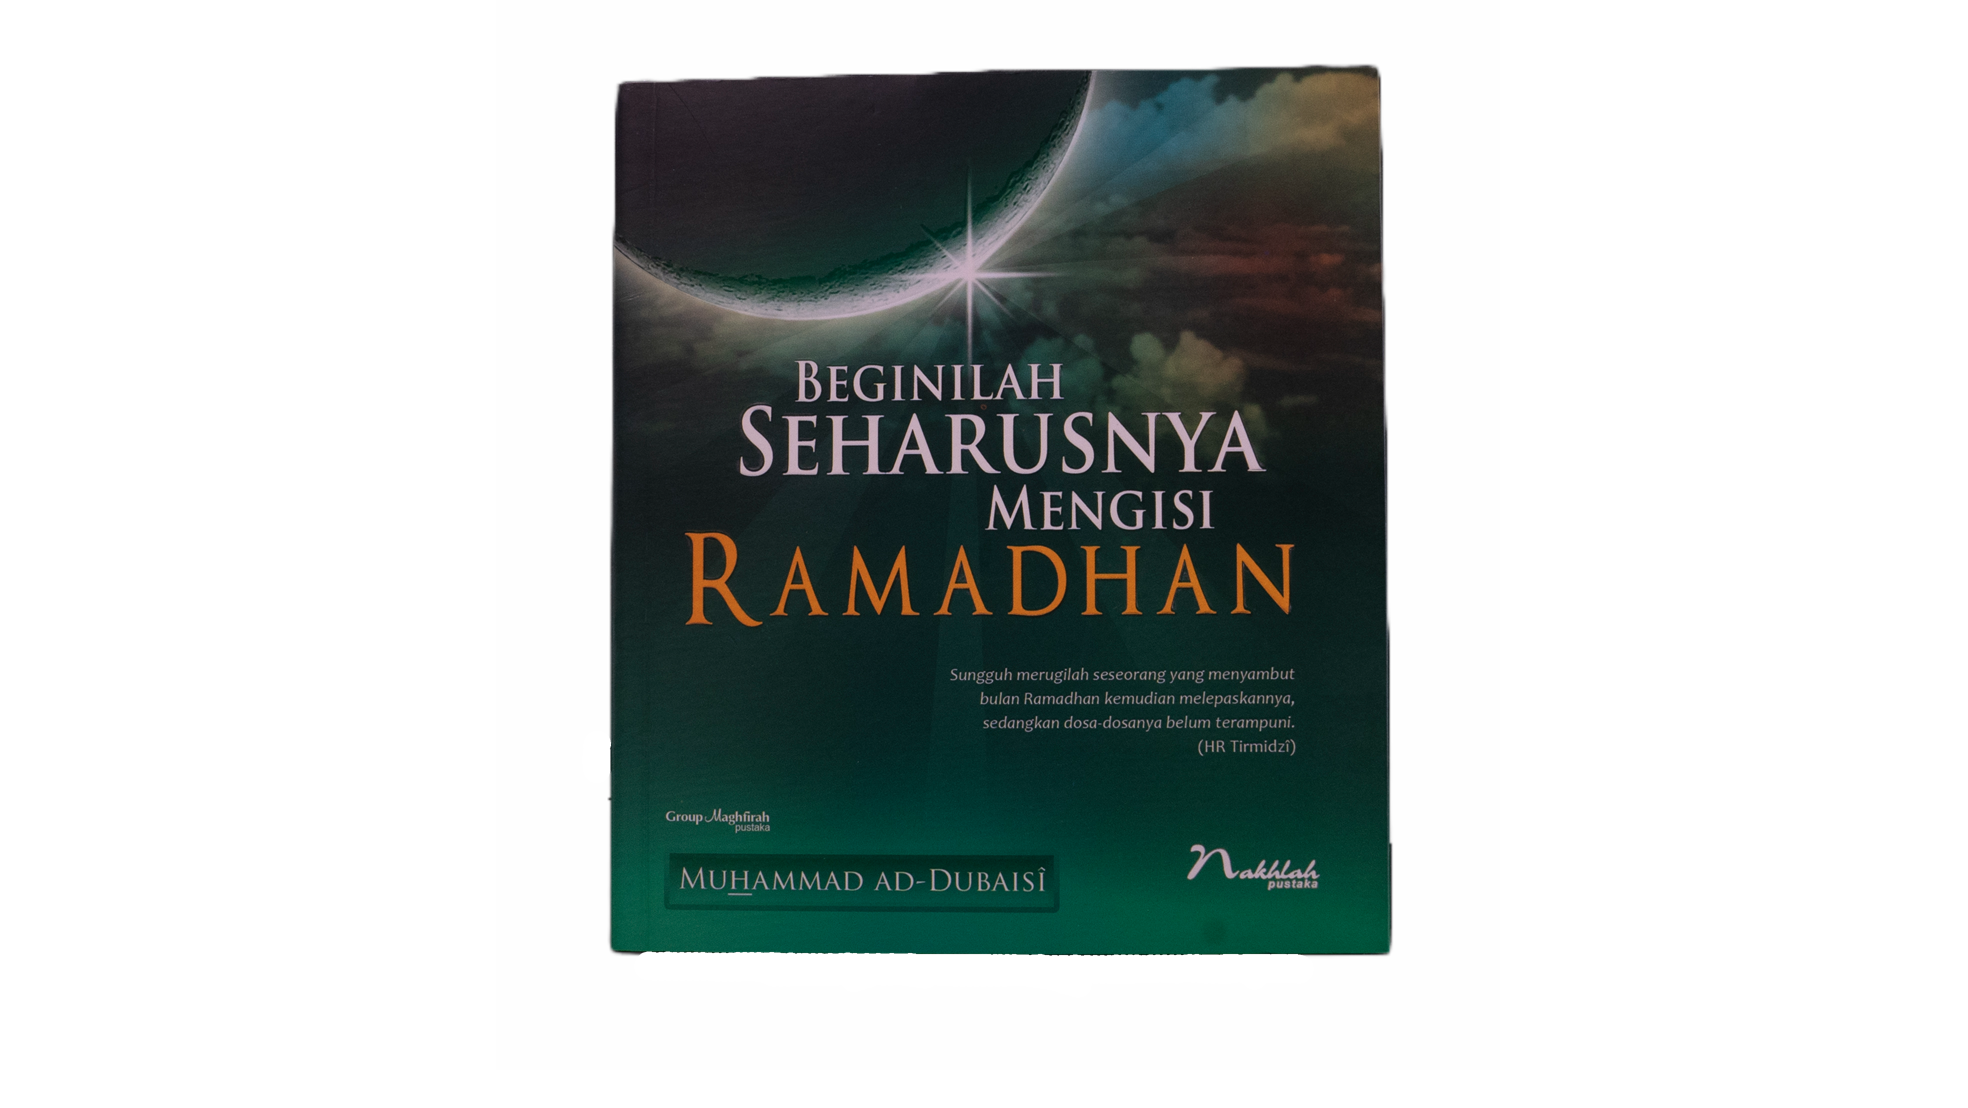 BEGINILAH
SEHARUSNYA
MENGISI
RAMADHAN
Sungguh merugilah seseorang yang menyambut
bulan Ramadhan kemudian melepaskannya,
sedangkan dosa-dosanya belum terampuni.
(HR Tirmidzî)
Group Maghfirah
pustaka
MUHAMMAD AD-DUBAISÎ
Nakhlah
pustaka